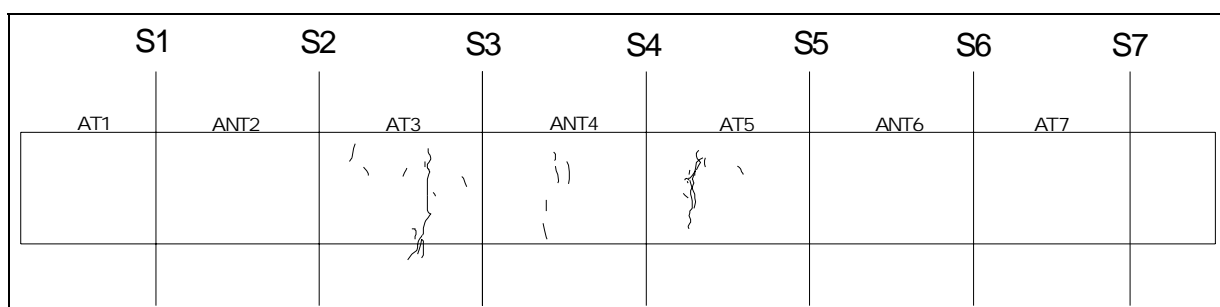 S1 S2 S3 S4 S5 S6 S7
AT1 ANT2 AT3 ANT4 AT5 ANT6 AT7